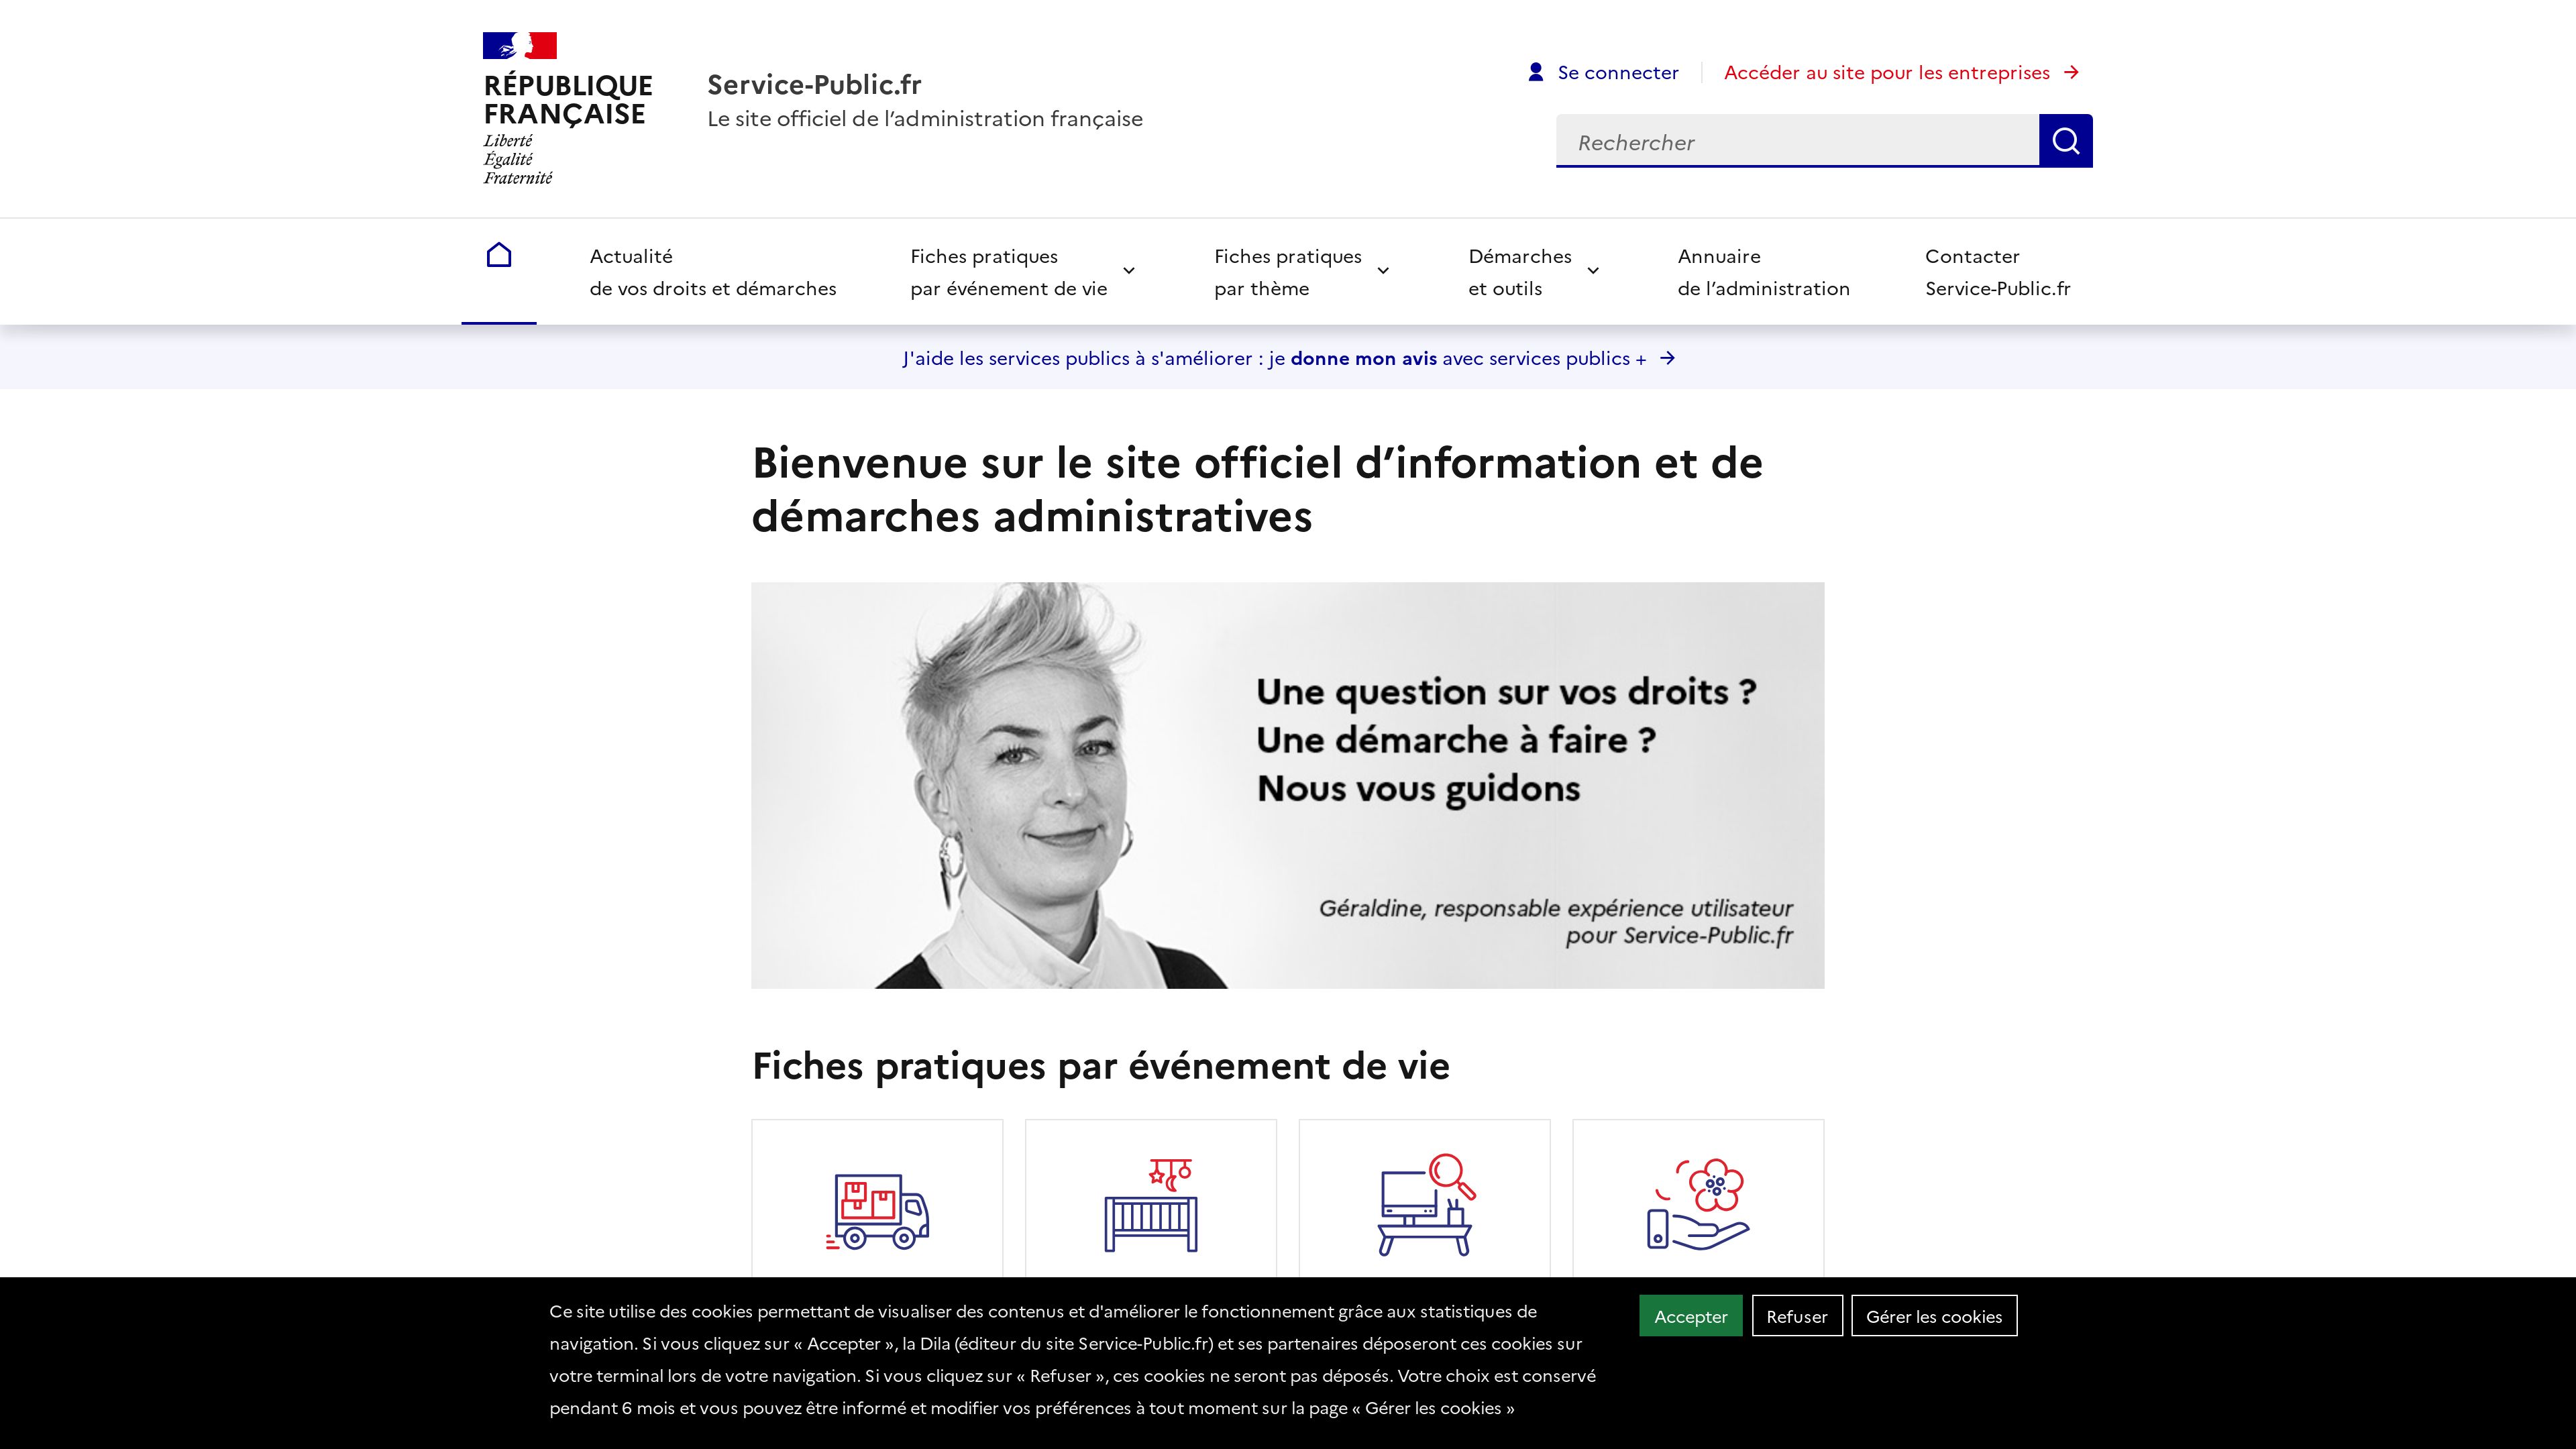 RÉPUBLIQUE
FRANÇAISE
Liberté
Égalité
Fraternité
Service-Public.fr
Le site officiel de l’administration française
Se connecter
Accéder au site pour les entreprises
Rechercher
Actualité
de vos droits et démarches
Fiches pratiques
par événement de vie
Fiches pratiques
par thème
Démarches
et outils
Annuaire
de l’administration
Contacter
Service-Public.fr
J'aide les services publics à s'améliorer : je donne mon avis avec services publics +
Bienvenue sur le site officiel d’information et de
démarches administratives
Une question sur vos droits ?
Une démarche à faire ?
Nous vous guidons
Géraldine, responsable expérience utilisateur
pour Service-Public.fr
Fiches pratiques par événement de vie
Ce site utilise des cookies permettant de visualiser des contenus et d'améliorer le fonctionnement grâce aux statistiques de
navigation. Si vous cliquez sur « Accepter », la Dila (éditeur du site Service-Public.fr) et ses partenaires déposeront ces cookies sur
votre terminal lors de votre navigation. Si vous cliquez sur « Refuser », ces cookies ne seront pas déposés. Votre choix est conservé
pendant 6 mois et vous pouvez être informé et modifier vos préférences à tout moment sur la page « Gérer les cookies »
Accepter
Refuser
Gérer les cookies